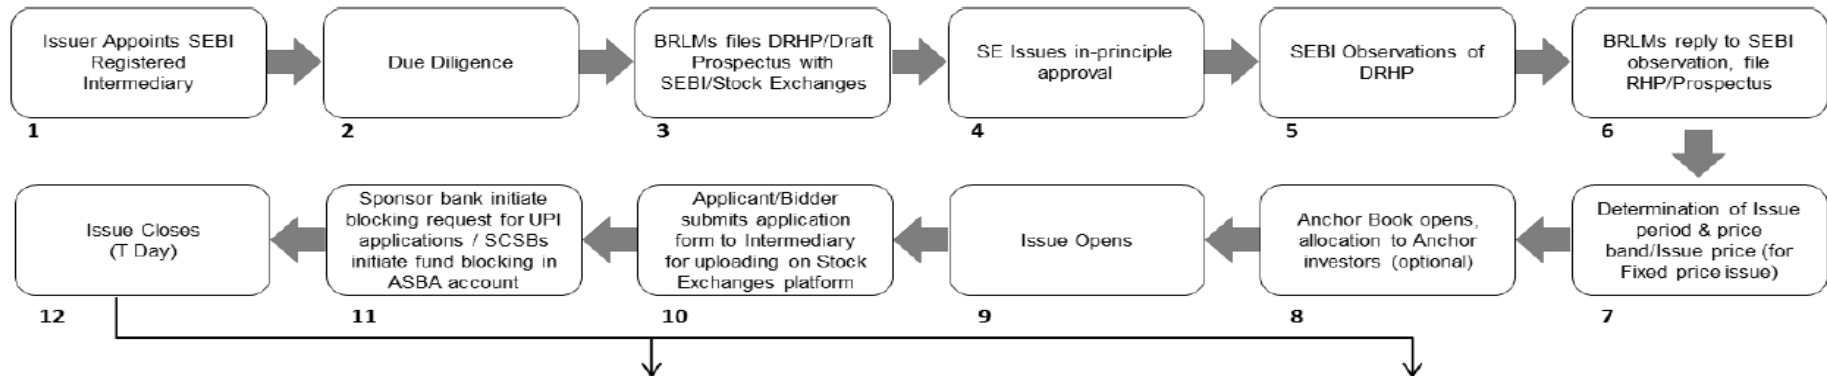 Issuer Appoints SEBI
Registered
Intermediary
1
Due Diligence
2
BRLMs files DRHP/Draft
Prospectus with
SEBI/Stock Exchanges
3
SE Issues in-principle
approval
4
SEBI Observations of
DRHP
5
BRLMs reply to SEBI
observation, file
RHP/Prospectus
6
Determination of Issue
period & price
band/Issue price (for
Fixed price issue)
7
Anchor Book opens,
allocation to Anchor
investors (optional)
8
Issue Opens
9
Applicant/Bidder
submits application
form to Intermediary
for uploading on Stock
Exchanges platform
10
Sponsor bank initiate
blocking request for UPI
applications / SCSBs
initiate fund blocking in
ASBA account
11
Issue Closes
(T Day)
12